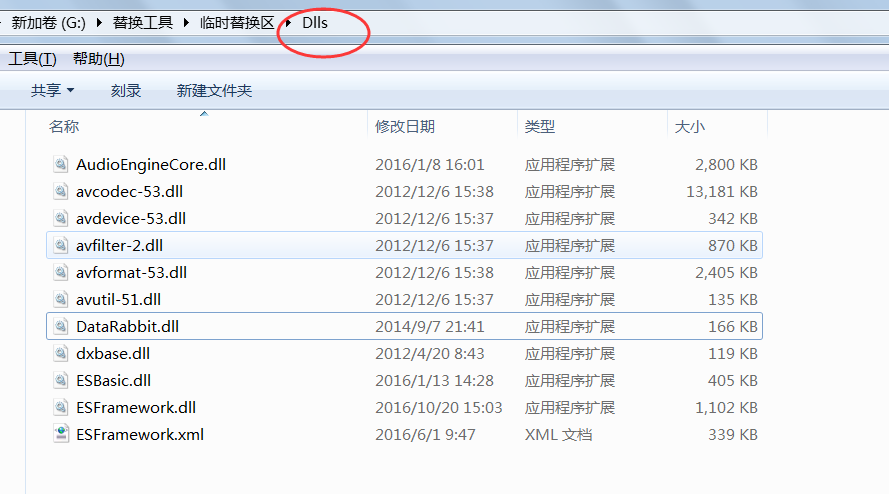 新加卷 (G:) 替换工具 临时替换区 Dlls
工具(T) 帮助(H)
共享 刻录 新建文件夹
名称 修改日期 类型 大小
AudioEngineCore.dll 2016/1/8 16:01 应用程序扩展 2,800 KB
avcodec-53.dll 2012/12/6 15:38 应用程序扩展 13,181 KB
avdevice-53.dll 2012/12/6 15:37 应用程序扩展 342 KB
avfilter-2.dll 2012/12/6 15:37 应用程序扩展 870 KB
avformat-53.dll 2012/12/6 15:38 应用程序扩展 2,405 KB
avutil-51.dll 2012/12/6 15:37 应用程序扩展 135 KB
DataRabbit.dll 2014/9/7 21:41 应用程序扩展 166 KB
dxbase.dll 2012/4/20 8:43 应用程序扩展 119 KB
ESBasic.dll 2016/1/13 14:28 应用程序扩展 405 KB
ESFramework.dll 2016/10/20 15:03 应用程序扩展 1,102 KB
ESFramework.xml 2016/6/1 9:47 XML 文档 339 KB